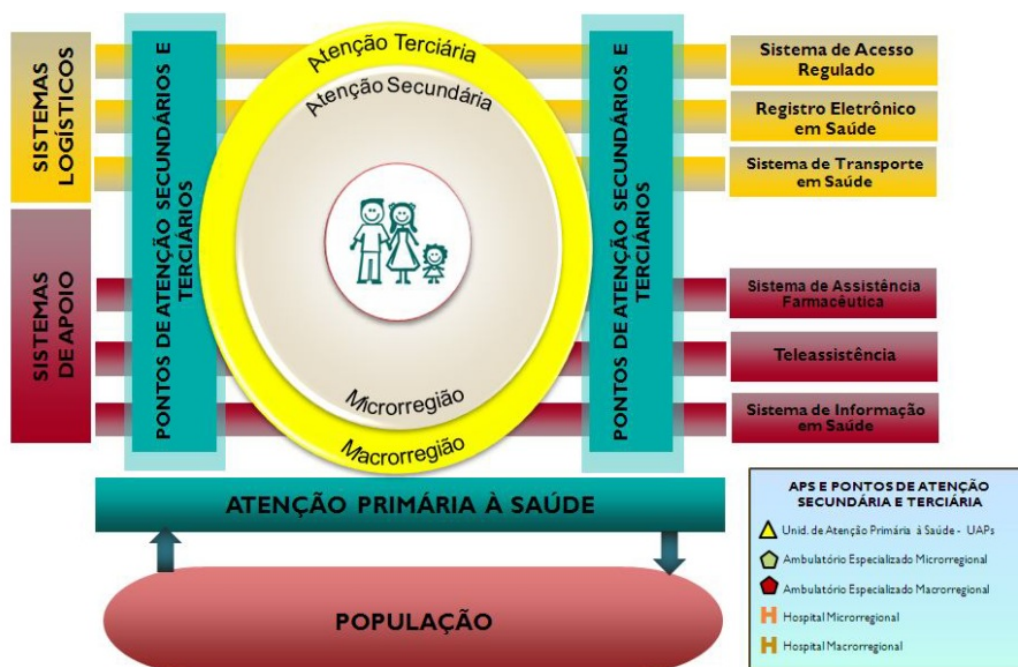 SISTEMAS
LOGÍSTICOS
SISTEMAS
DE APOIO
PONTOS DE ATENÇÃO SECUNDÁRIOS E
TERCIÁRIOS
Atenção Terciária
Atenção Secundária
Microrregião
Macrorregião
PONTOS DE ATENÇÃO SECUNDÁRIOS E
TERCIÁRIOS
Sistema de Acesso
Regulado
Registro Eletrônico
em Saúde
Sistema de Transporte
em Saúde
Sistema de Assistência
Farmacêutica
Teleassistência
Sistema de Informação
em Saúde
ATENÇÃO PRIMÁRIA À SAÚDE
POPULAÇÃO
APS E PONTOS DE ATENÇÃO
SECUNDÁRIA E TERCIÁRIA
Unid. de Atenção Primária à Saúde - UAPs
Ambulatório Especializado Microrregional
Ambulatório Especializado Macrorregional
H Hospital Microrregional
H Hospital Macrorregional